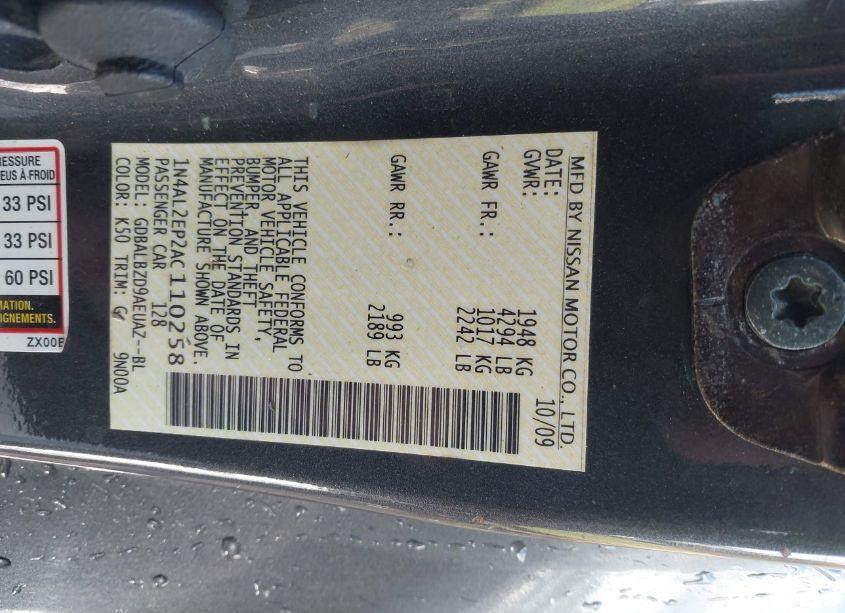 MFD BY NISSAN MOTOR CO., LTD.
DATE: 10/09
GVWR: 1948 KG
4294 LB
GAWR FR.: 1017 KG
2242 LB
GAWR RR.: 993 KG
2189 LB
THIS VEHICLE CONFORMS TO
ALL APPLICABLE FEDERAL
MOTOR VEHICLE SAFETY,
BUMPER, AND THEFT
PREVENTION STANDARDS IN
EFFECT ON THE DATE OF
MANUFACTURE SHOWN ABOVE.
1N4AL2EP2AC110258
PASSENGER CAR 128
MODEL: GDBALBZD9AEUAZ--BL
COLOR: K50 TRIM: G 9N00A
RESSURE
EUS À FROID
33 PSI
33 PSI
60 PSI
MATION.
IGNEMENTS.
ZX00E